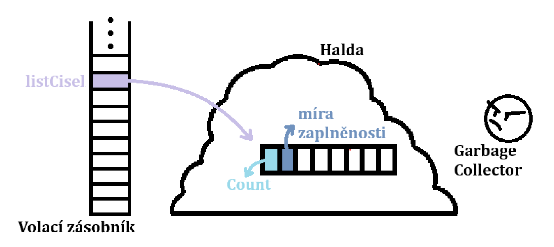 Halda
listCisel
míra
zaplněnosti
Garbage
Collector
Count
Volací zásobník